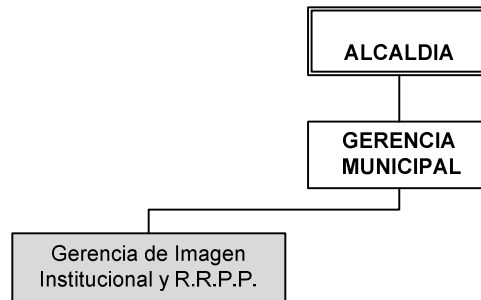 ALCALDIA
GERENCIA
MUNICIPAL
Gerencia de Imagen
Institucional y R.R.P.P.